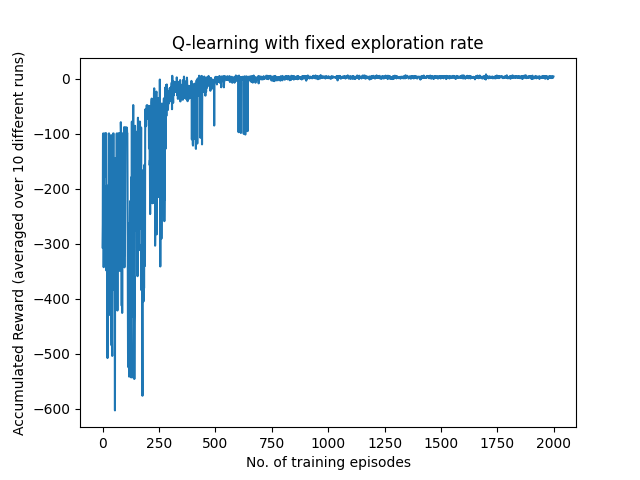 Q-learning with fixed exploration rate
Accumulated Reward (averaged over 10 different runs)
0
−100
−200
−300
−400
−500
−600
0 250 500 750 1000 1250 1500 1750 2000
No. of training episodes